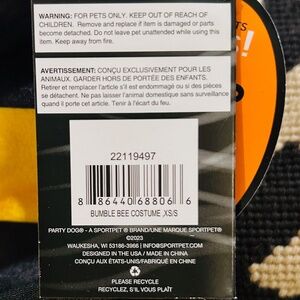 TS
!
WARNING: FOR PETS ONLY. KEEP OUT OF REACH OF
CHILDREN. Remove and replace if item is damaged or parts
become detached. Do not leave pet unattended while using this
item. Keep away from fire.
AVERTISSEMENT: CONÇU EXCLUSIVEMENT POUR LES
ANIMAUX. GARDER HORS DE PORTÉE DES ENFANTS.
Retirer et remplacer l'article s'il est endommagé ou si des pièces
se détachent. Ne pas laisser l'animal domestique sans surveillance
quand il porte cet article. Tenir à l'écart du feu.
22119497
8 86440 68806 6
BUMBLE BEE COSTUME ,XS/S
PARTY DOG® - A SPORTPET ® BRAND/UNE MARQUE SPORTPET®
©2023
WAUKESHA, WI 53186-3966 | INFO@SPORTPET.COM
DESIGNED IN THE USA / MADE IN CHINA
CONÇU AUX ÉTATS-UNIS/FABRIQUÉ EN CHINE
PLEASE RECYCLE
RECYCLEZ, S'IL VOUS PLAÎT